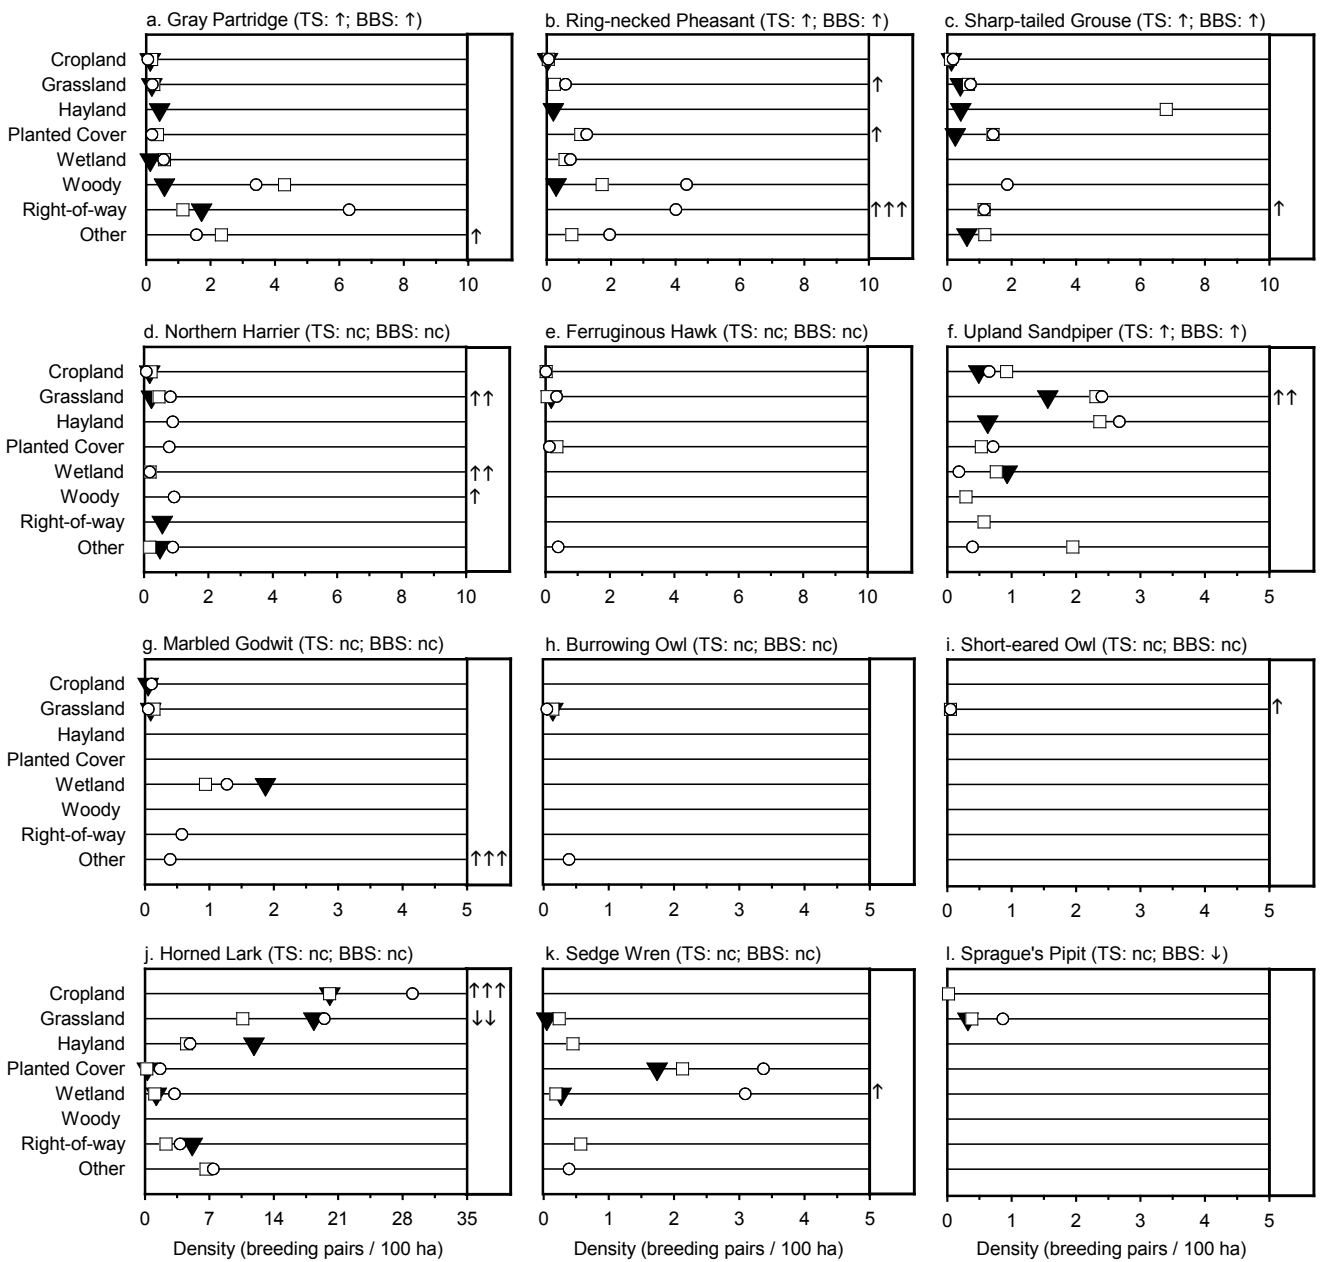 a. Gray Partridge (TS: ↑; BBS: ↑)
Cropland
Grassland
Hayland
Planted Cover
Wetland
Woody
Right-of-way
Other
↑
0 2 4 6 8 10
b. Ring-necked Pheasant (TS: ↑; BBS: ↑)
↑
↑
↑↑↑
0 2 4 6 8 10
c. Sharp-tailed Grouse (TS: ↑; BBS: ↑)
↑
0 2 4 6 8 10
d. Northern Harrier (TS: nc; BBS: nc)
Cropland
Grassland
↑↑
Hayland
Planted Cover
Wetland
↑↑
Woody
↑
Right-of-way
Other
0 2 4 6 8 10
e. Ferruginous Hawk (TS: nc; BBS: nc)
0 2 4 6 8 10
f. Upland Sandpiper (TS: ↑; BBS: ↑)
↑↑
0 1 2 3 4 5
g. Marbled Godwit (TS: nc; BBS: nc)
Cropland
Grassland
Hayland
Planted Cover
Wetland
Woody
Right-of-way
Other
↑↑↑
0 1 2 3 4 5
h. Burrowing Owl (TS: nc; BBS: nc)
0 1 2 3 4 5
i. Short-eared Owl (TS: nc; BBS: nc)
↑
0 1 2 3 4 5
j. Horned Lark (TS: nc; BBS: nc)
Cropland
↑↑↑
Grassland
↓↓
Hayland
Planted Cover
Wetland
Woody
Right-of-way
Other
0 7 14 21 28 35
Density (breeding pairs / 100 ha)
k. Sedge Wren (TS: nc; BBS: nc)
↑
0 1 2 3 4 5
Density (breeding pairs / 100 ha)
l. Sprague's Pipit (TS: nc; BBS: ↓)
0 1 2 3 4 5
Density (breeding pairs / 100 ha)